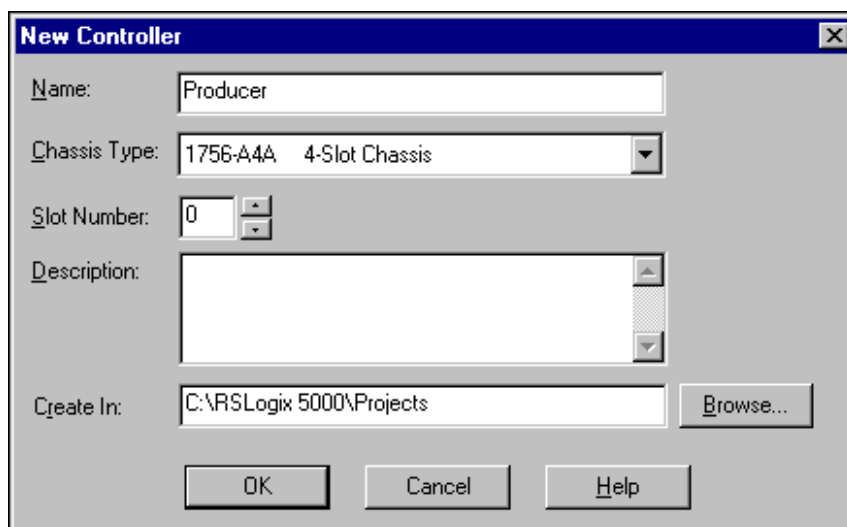 New Controller
Name: Producer
Chassis Type: 1756-A4A 4-Slot Chassis
Slot Number: 0
Description:
Create In: C:\RSLogix 5000\Projects Browse...
OK Cancel Help